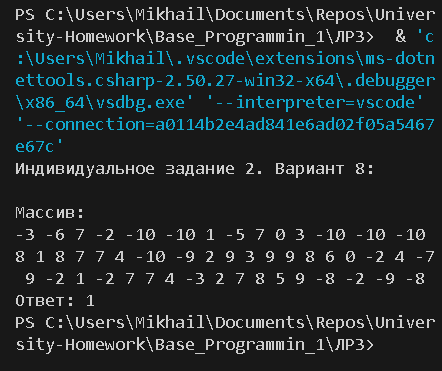 PS C:\Users\Mikhail\Documents\Repos\Univer
sity-Homework\Base_Programmin_1\ЛР3>  & 'c
:\Users\Mikhail\.vscode\extensions\ms-dotn
ettools.csharp-2.50.27-win32-x64\.debugger
\x86_64\vsdbg.exe' '--interpreter=vscode'
'--connection=a0114b2e4ad841e6ad02f05a5467
e67c'
Индивидуальное задание 2. Вариант 8:

Массив:
-3 -6 7 -2 -10 -10 1 -5 7 0 3 -10 -10 -10
8 1 8 7 7 4 -10 -9 2 9 3 9 9 8 6 0 -2 4 -7
 9 -2 1 -2 7 7 4 -3 2 7 8 5 9 -8 -2 -9 -8
Ответ: 1
PS C:\Users\Mikhail\Documents\Repos\Univer
sity-Homework\Base_Programmin_1\ЛР3>